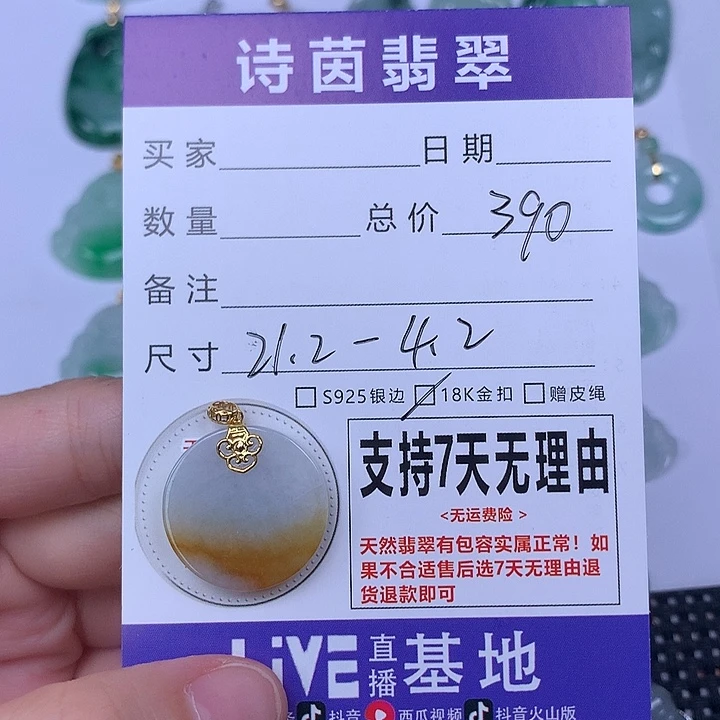 诗茵翡翠
买家 日期
数量 总价 390
备注
尺寸 21.2-4.2
S925银边 18K金扣 赠皮绳
支持7天无理由
<无运费险>
天然翡翠有包容实属正常！如
果不合适售后选7天无理由退
货退款即可
LiVE 直播 基地
抖音 西瓜视频 抖音火山版